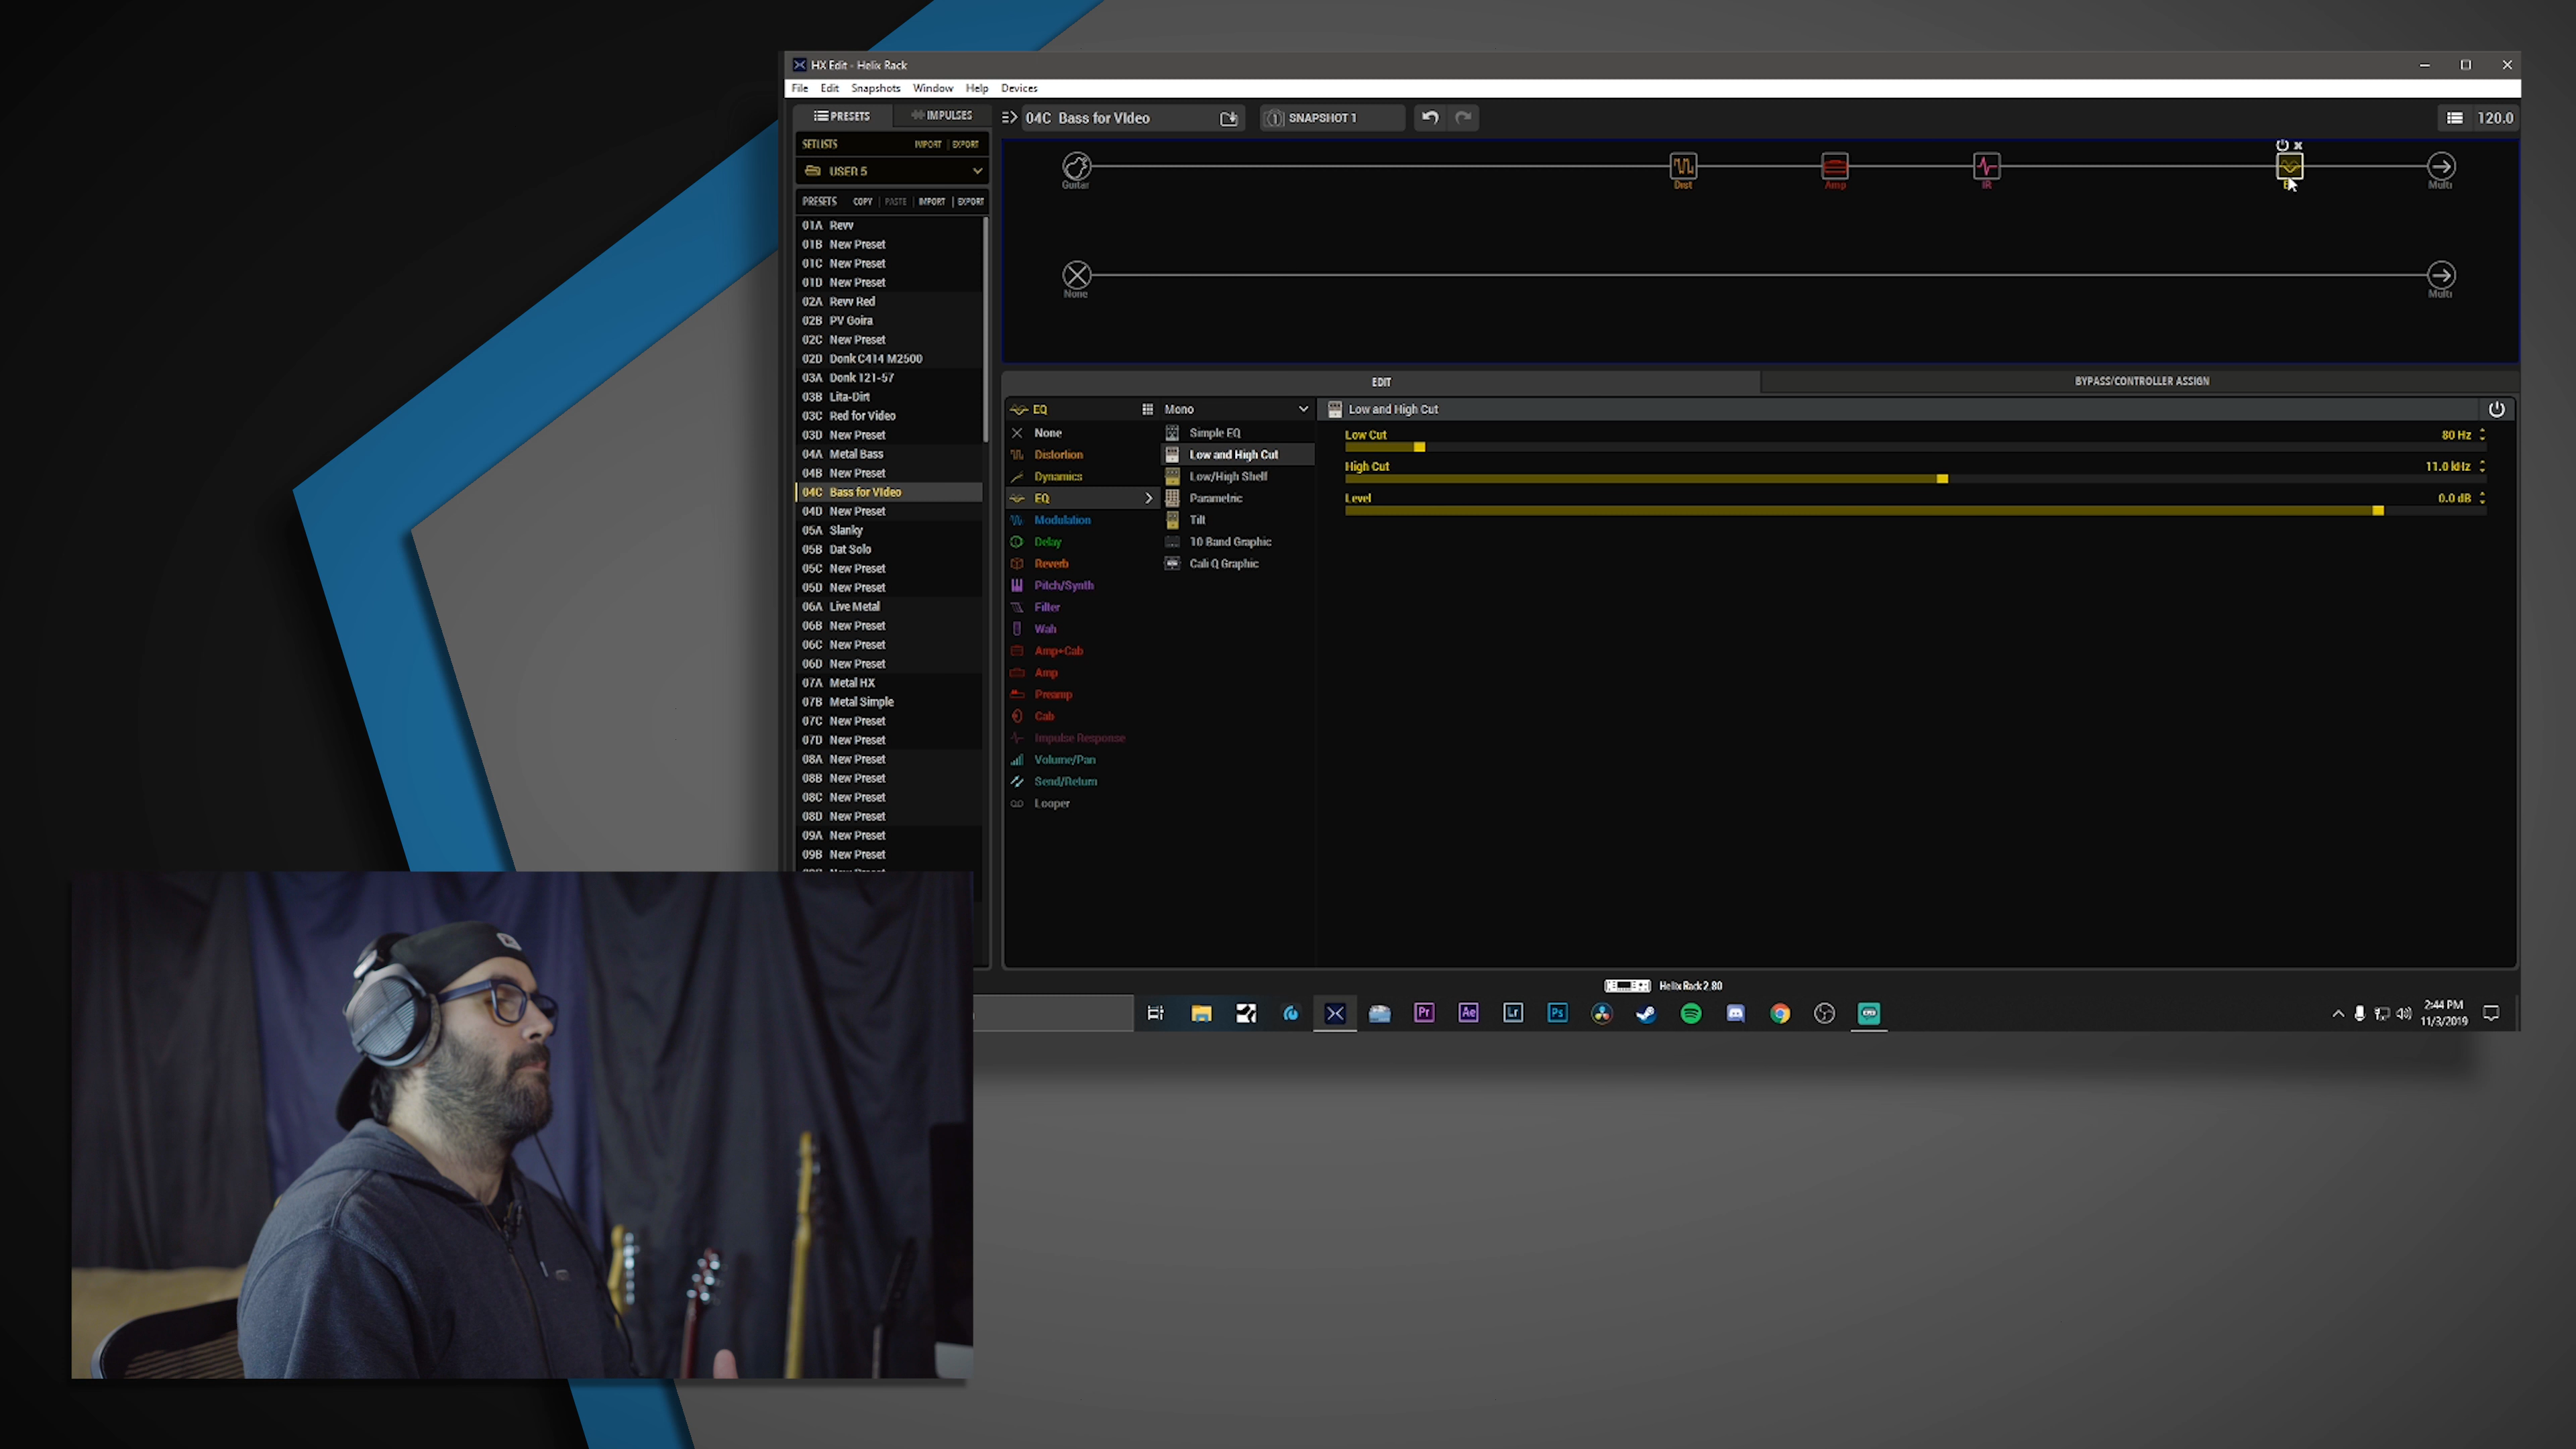 HX Edit - Helix Rack
File Edit Snapshots Window Help Devices
PRESETS IMPULSES
04C Bass for VIdeo
SNAPSHOT 1
120.0
SETLISTS IMPORT | EXPORT
USER 5
PRESETS COPY | PASTE | IMPORT | EXPORT
01A Revv
01B New Preset
01C New Preset
01D New Preset
02A Revv Red
02B PV Goira
02C New Preset
02D Donk C414 M2500
03A Donk 121-57
03B Lita-Dirt
03C Red for Video
03D New Preset
04A Metal Bass
04B New Preset
04C Bass for VIdeo
04D New Preset
05A Slanky
05B Dat Solo
05C New Preset
05D New Preset
06A Live Metal
06B New Preset
06C New Preset
06D New Preset
07A Metal HX
07B Metal Simple
07C New Preset
07D New Preset
08A New Preset
08B New Preset
08C New Preset
08D New Preset
09A New Preset
09B New Preset
Guitar
Dist
Amp
IR
Multi
None
Multi
EDIT
BYPASS/CONTROLLER ASSIGN
EQ
Mono
Low and High Cut
None
Distortion
Dynamics
EQ
Modulation
Delay
Reverb
Pitch/Synth
Filter
Wah
Amp+Cab
Amp
Preamp
Cab
Impulse Response
Volume/Pan
Send/Return
Looper
Simple EQ
Low and High Cut
Low/High Shelf
Parametric
Tilt
10 Band Graphic
Cali Q Graphic
Low Cut 80 Hz
High Cut 11.0 kHz
Level 0.0 dB
Helix Rack 2.80
Pr
Ae
Lr
Ps
2:44 PM
11/3/2019